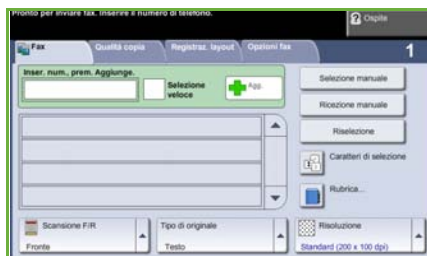 Pronto per inviare fax. Inserire il numero di telefono.
Ospite
Fax
Qualità copia
Registraz. layout
Opzioni fax
1
Inser. num., prem. Aggiunge.
Selezione
veloce
Agg.
Selezione manuale
Ricezione manuale
Riselezione
Caratteri di selezione
Rubrica...
Scansione F/R
Fronte
Tipo di originale
Testo
Risoluzione
Standard (200 x 100 dpi)